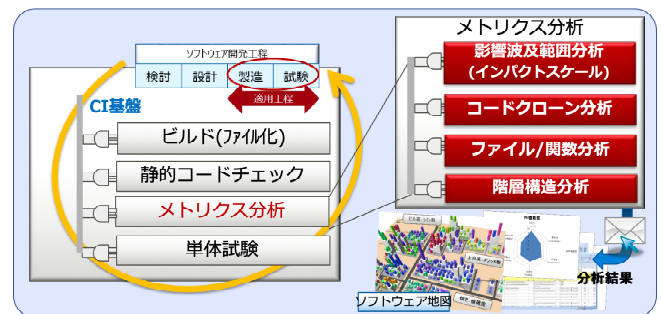 ソフトウェア開発工程
検討 設計 製造 試験
適用工程
CI基盤
ビルド(ファイル化)
静的コードチェック
メトリクス分析
単体試験
メトリクス分析
影響波及範囲分析
(インパクトスケール)
コードクローン分析
ファイル/関数分析
階層構造分析
分析結果
ソフトウェア地図